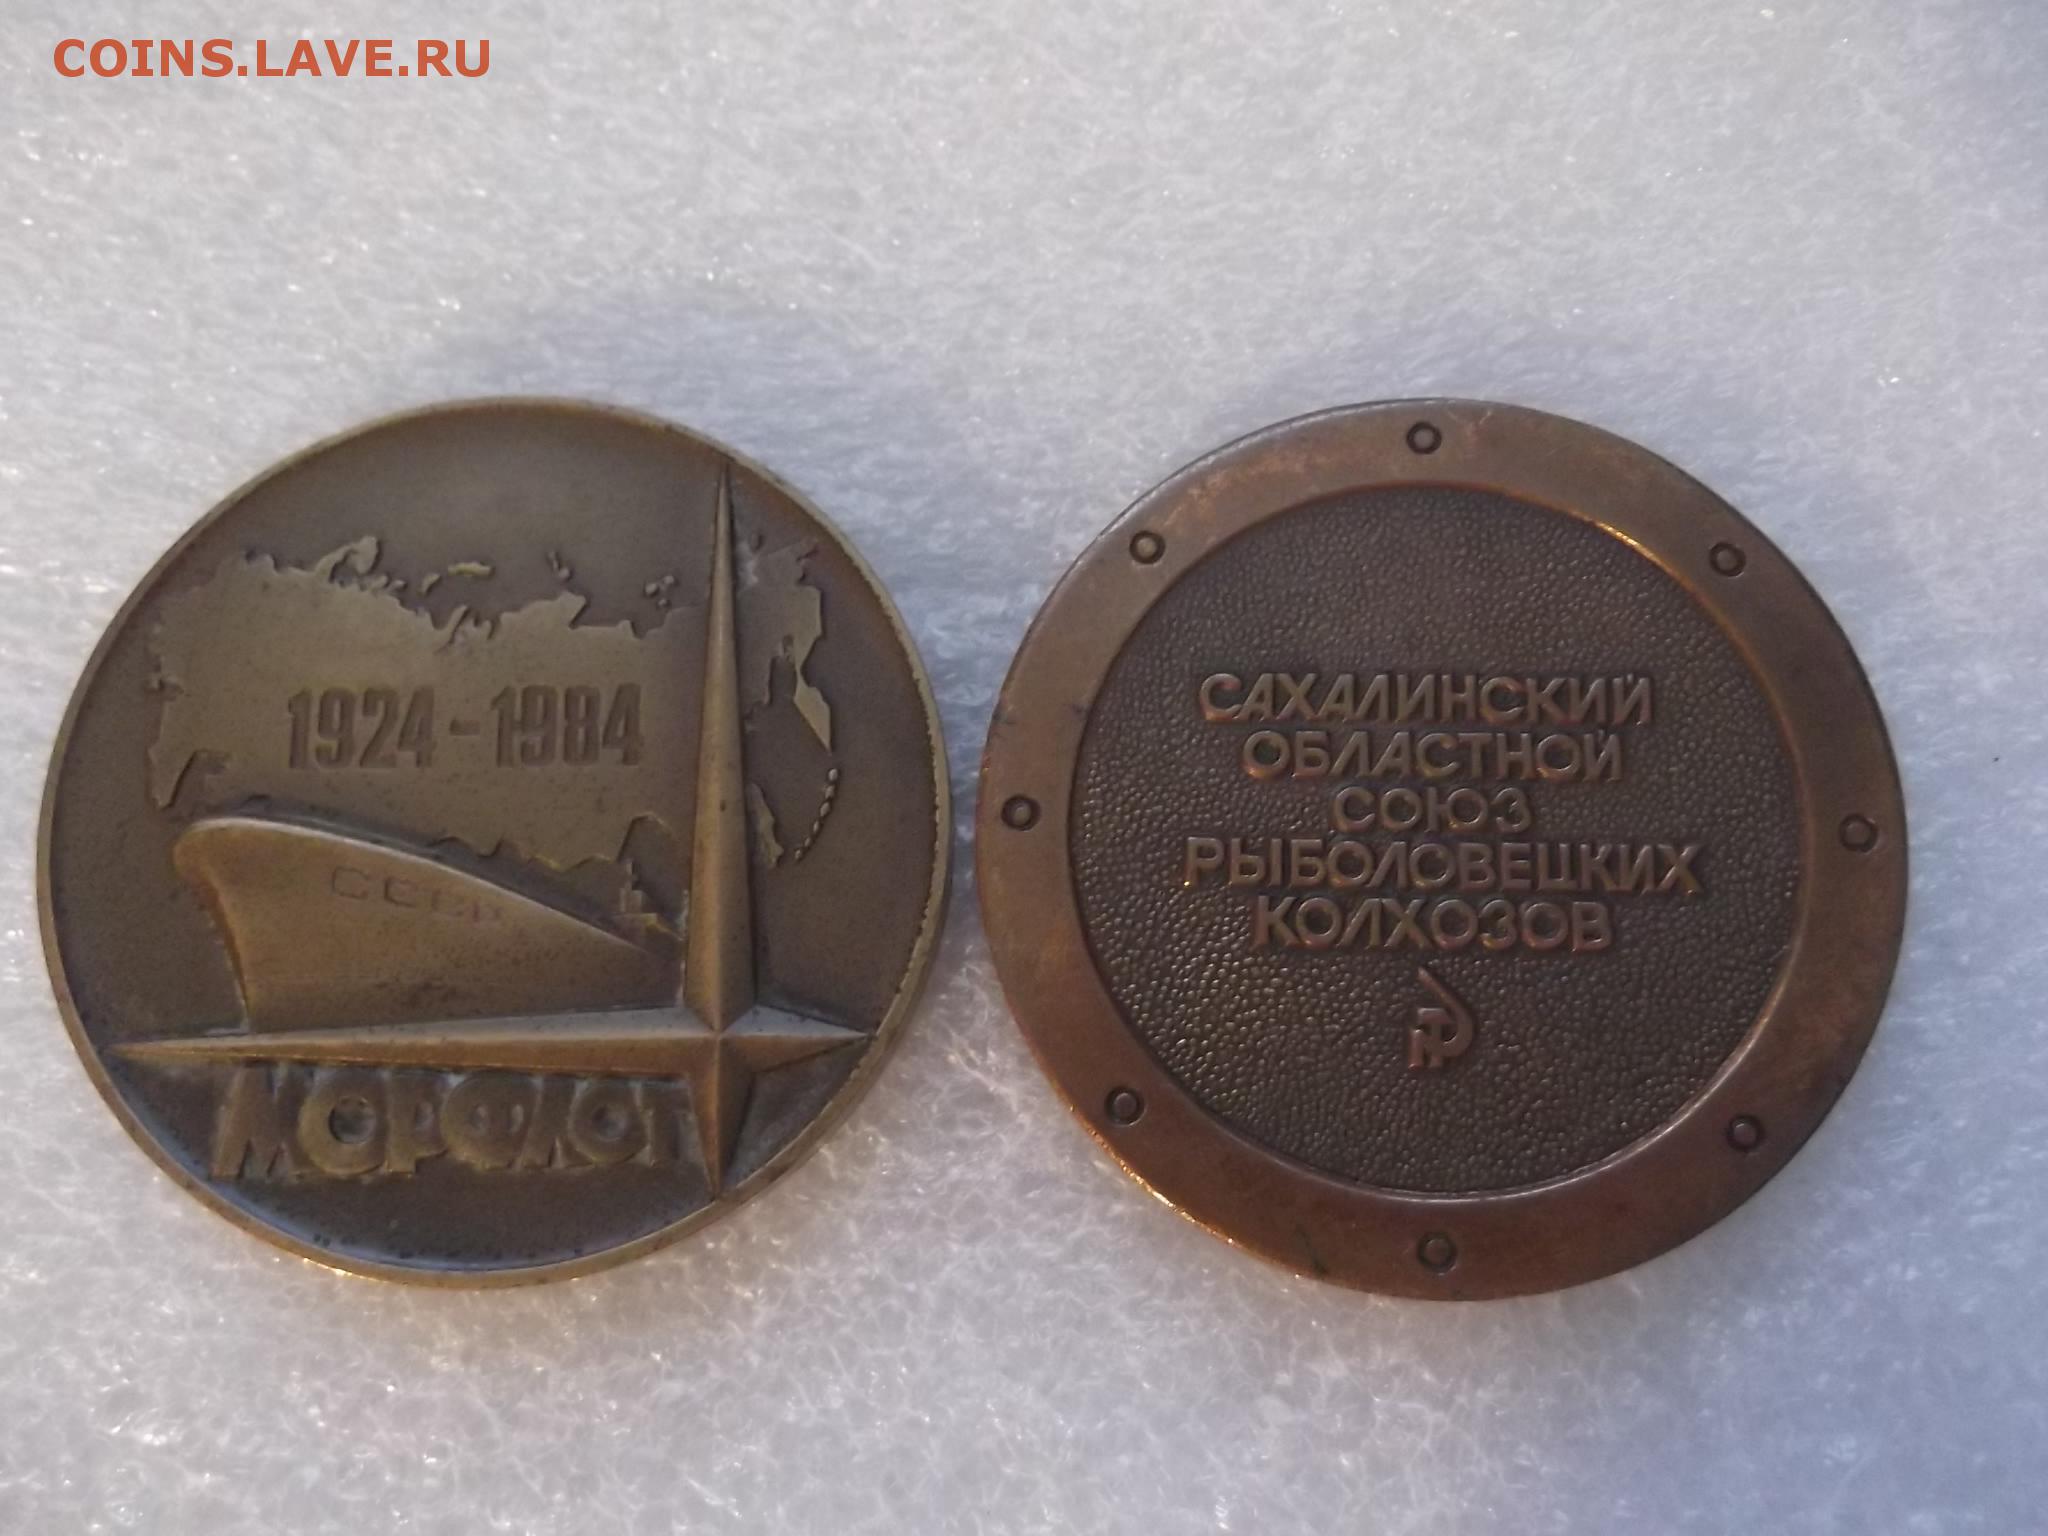 COINS.LAVE.RU
1924-1984
СССР
МОРФЛОТ
САХАЛИНСКИЙ
ОБЛАСТНОЙ
СОЮЗ
РЫБОЛОВЕЦКИХ
КОЛХОЗОВ